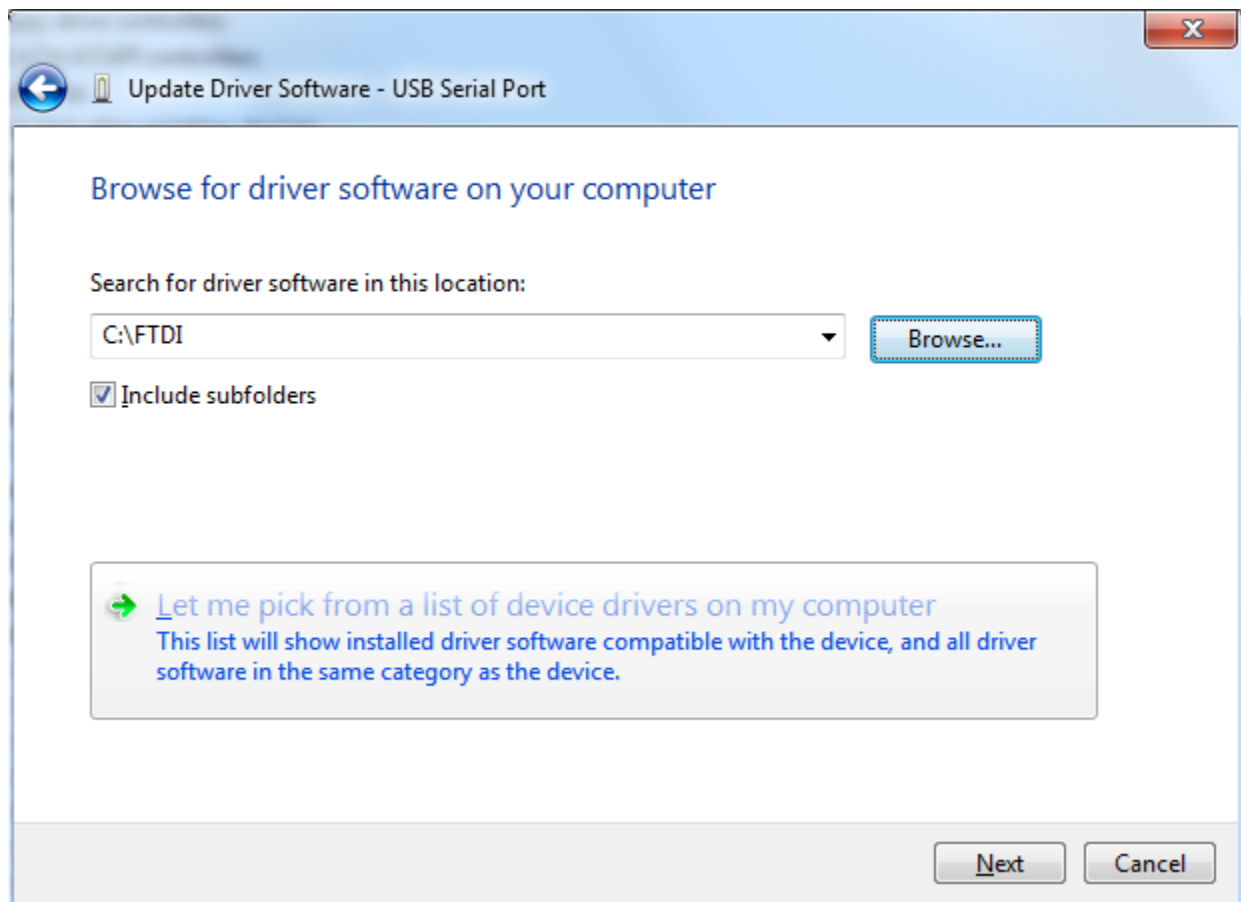 Update Driver Software - USB Serial Port
Browse for driver software on your computer
Search for driver software in this location:
C:\FTDI
Browse...
Include subfolders
Let me pick from a list of device drivers on my computer
This list will show installed driver software compatible with the device, and all driver
software in the same category as the device.
Next
Cancel